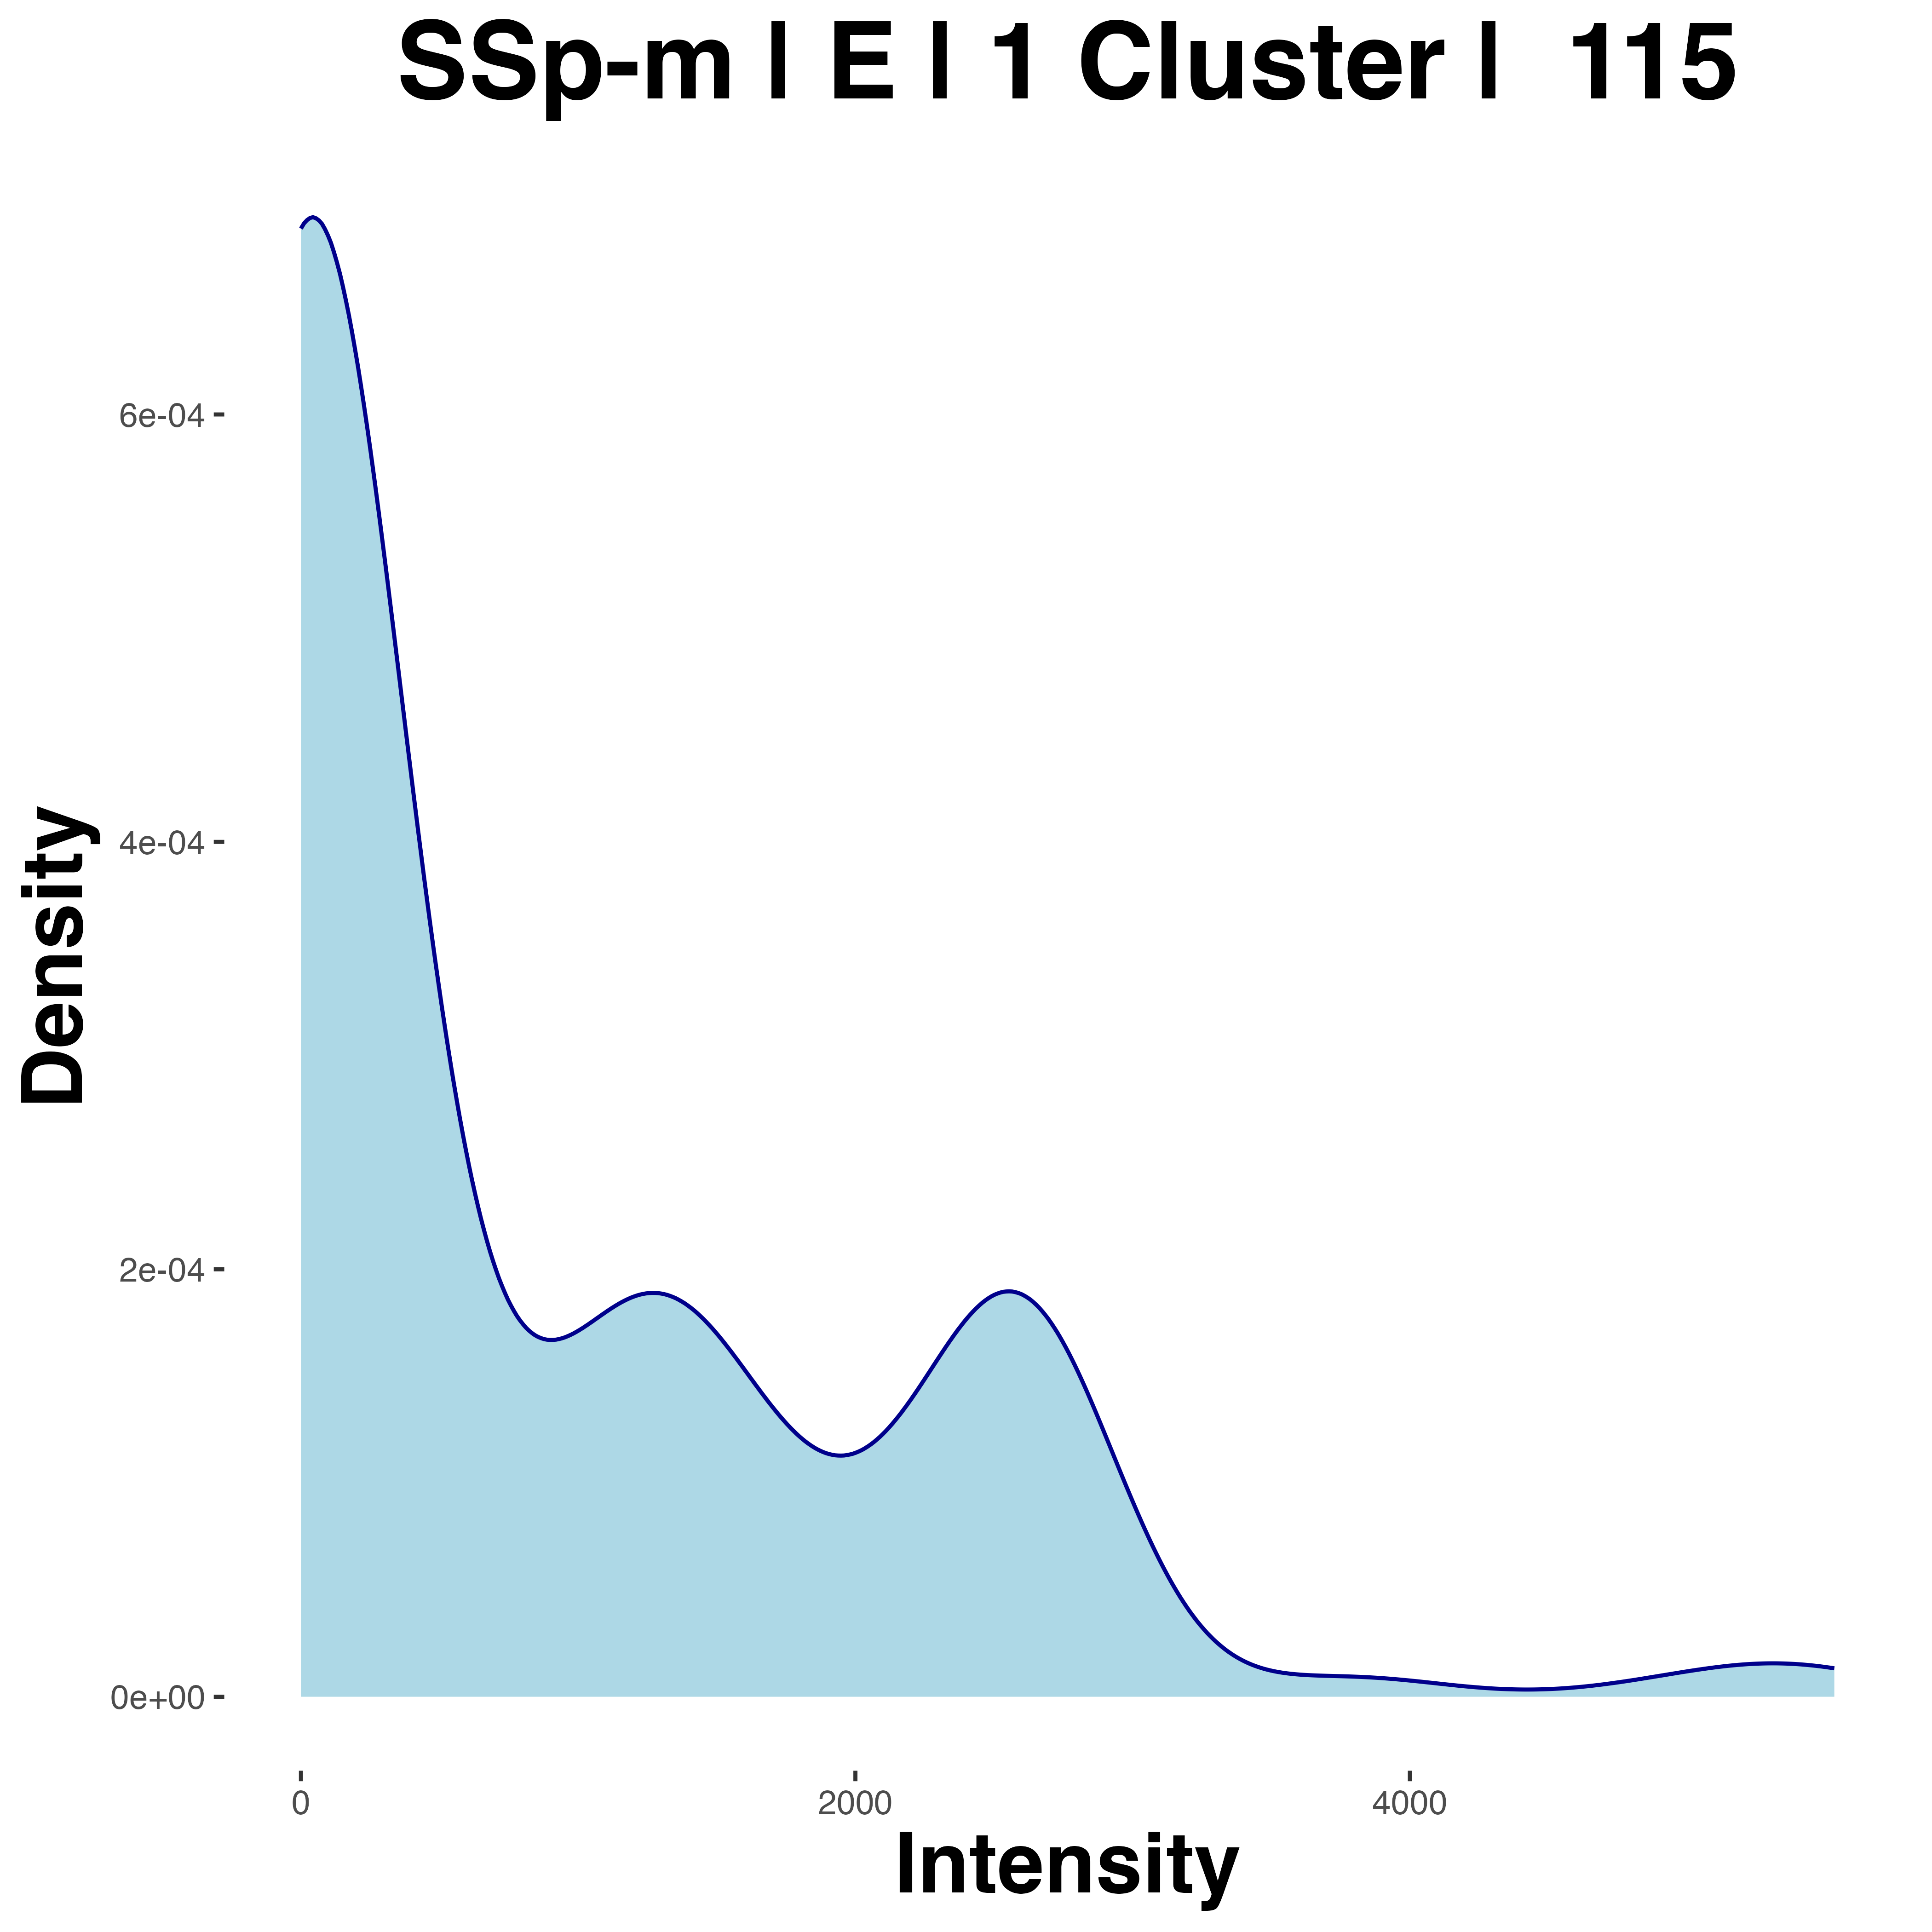 SSp-m | E | 1 Cluster |  115
6e-04
4e-04
2e-04
0e+00
Density
0
2000
4000
Intensity